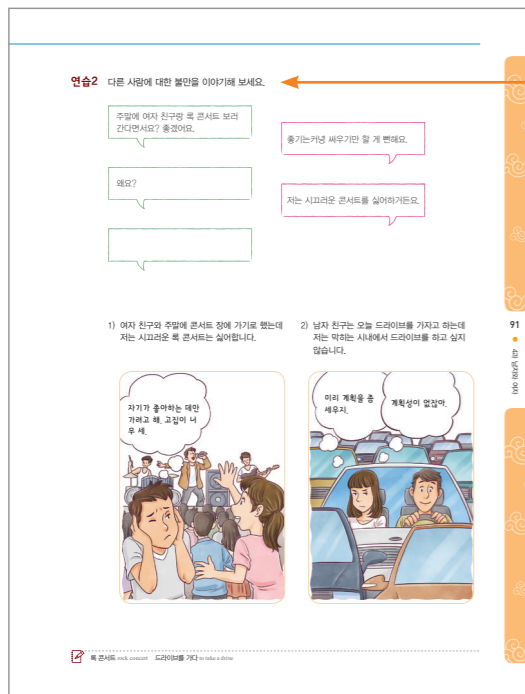 연습2 다른 사람에 대한 불만을 이야기해 보세요.
주말에 여자 친구랑 록 콘서트 보러
간다면서요? 좋겠어요.
좋기는커녕 싸우기만 할 게 뻔해요.
왜요?
저는 시끄러운 콘서트를 싫어하거든요.
1) 여자 친구와 주말에 콘서트 장에 가기로 했는데
저는 시끄러운 록 콘서트는 싫어합니다.
2) 남자 친구는 오늘 드라이브를 가자고 하는데
저는 막히는 시내에서 드라이브를 하고 싶지
않습니다.
자기가 좋아하는 데만
가려고 해. 고집이 너
무 세.
미리 계획을 좀
세우지.
계획성이 없잖아.
91
4과 남자와 여자
록 콘서트 rock concert 드라이브를 가다 to take a drive